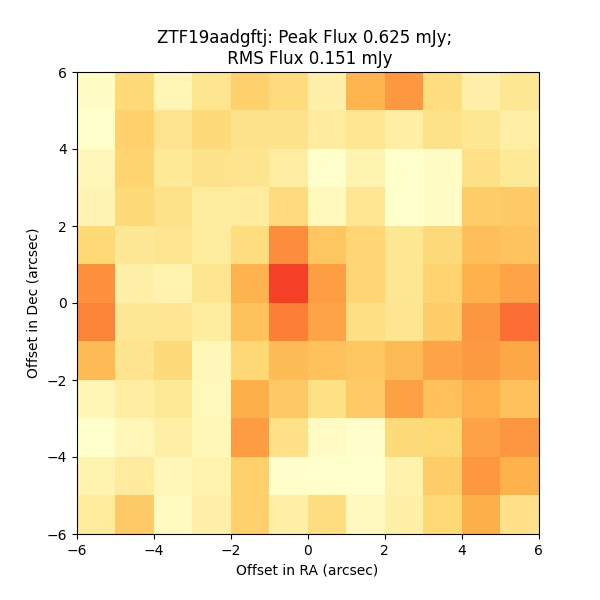 ZTF19aadgftj: Peak Flux 0.625 mJy;
RMS Flux 0.151 mJy
6
4
2
0
−2
−4
−6
Offset in Dec (arcsec)
−6 −4 −2 0 2 4 6
Offset in RA (arcsec)